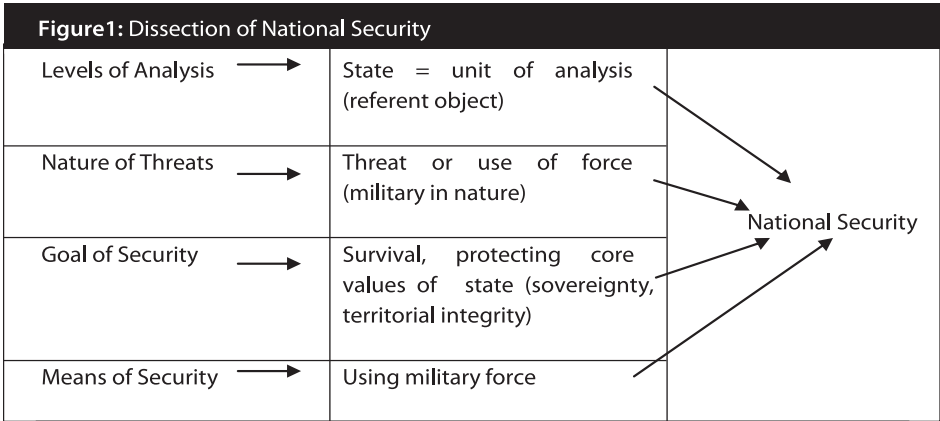 Figure1: Dissection of National Security
Levels of Analysis
State = unit of analysis
(referent object)
Nature of Threats
Threat or use of force
(military in nature)
National Security
Goal of Security
Survival, protecting core
values of state (sovereignty,
territorial integrity)
Means of Security
Using military force